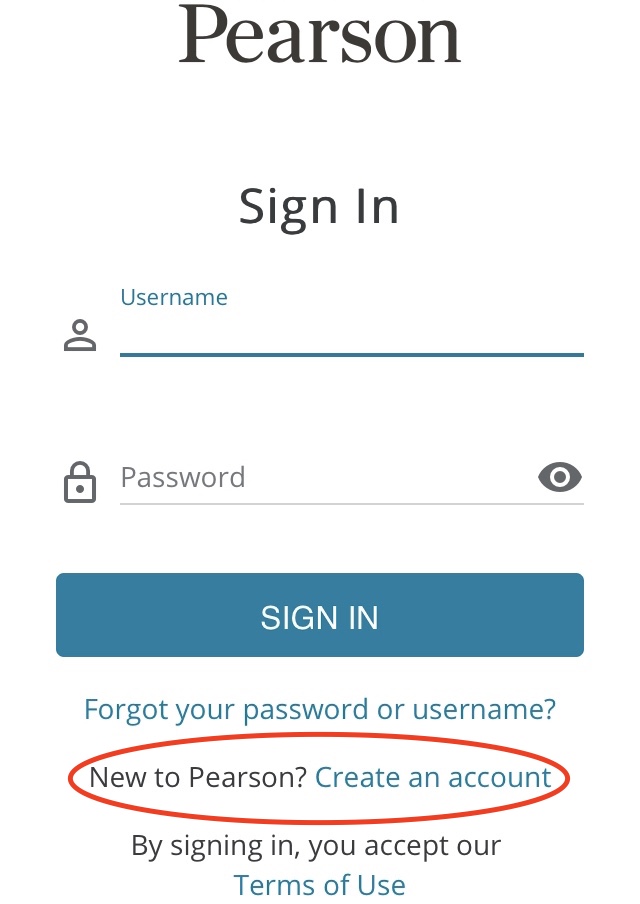 Pearson
Sign In
Username
Password
SIGN IN
Forgot your password or username?
New to Pearson? Create an account
By signing in, you accept our
Terms of Use